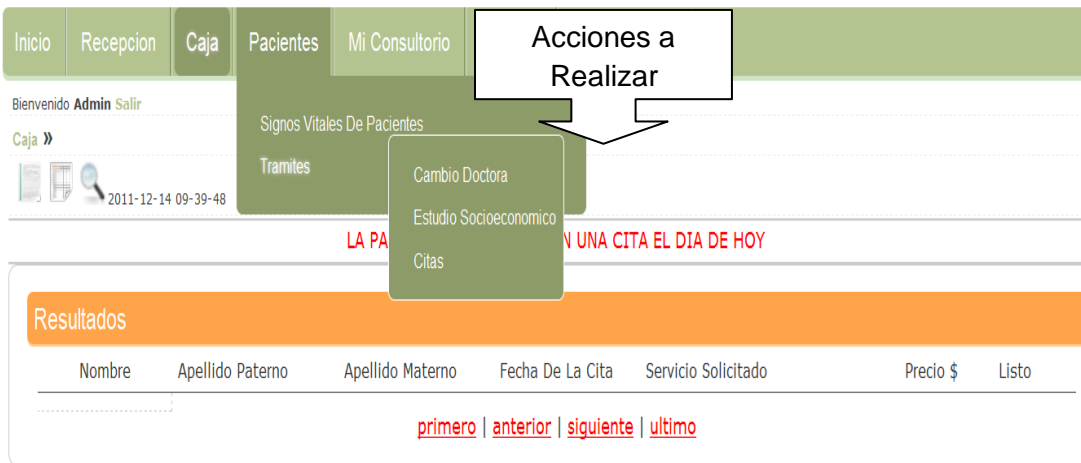 Inicio Recepcion Caja Pacientes Mi Consultorio
Acciones a
Realizar
Bienvenido Admin Salir
Caja »
2011-12-14 09-39-48
Signos Vitales De Pacientes
Tramites
Cambio Doctora
Estudio Socioeconomico
Citas
LA UNA CITA EL DIA DE HOY
Resultados
Nombre Apellido Paterno Apellido Materno Fecha De La Cita Servicio Solicitado Precio $ Listo
primero | anterior | siguiente | ultimo